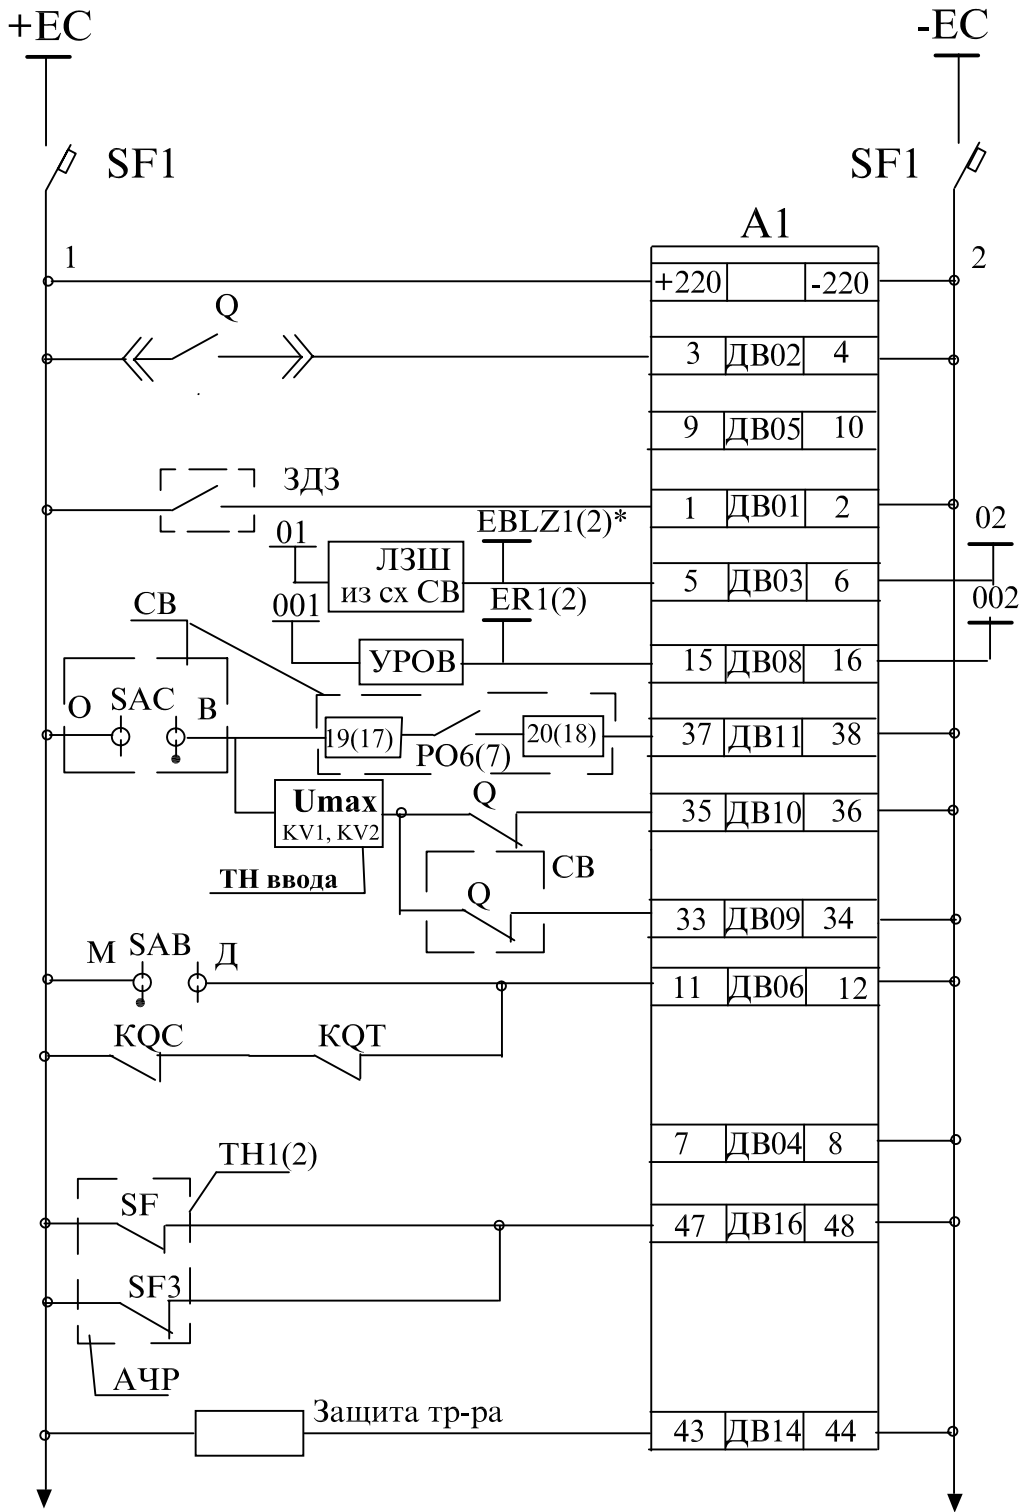 +EC -EC
SF1 SF1
A1
1 2
+220 -220
Q
3 ДВ02 4
9 ДВ05 10
ЗДЗ
1 ДВ01 2
EBLZ1(2)*
02
01
ЛЗШ
из сх СВ
5 ДВ03 6
ER1(2)
002
001
СВ
УРОВ
15 ДВ08 16
О SAC В
19(17) РО6(7) 20(18)
37 ДВ11 38
Umax
KV1, KV2
Q
35 ДВ10 36
ТН ввода
СВ
Q
33 ДВ09 34
М SAB Д
11 ДВ06 12
KQC KQT
7 ДВ04 8
ТН1(2)
SF
47 ДВ16 48
SF3
АЧР
Защита тр-ра
43 ДВ14 44